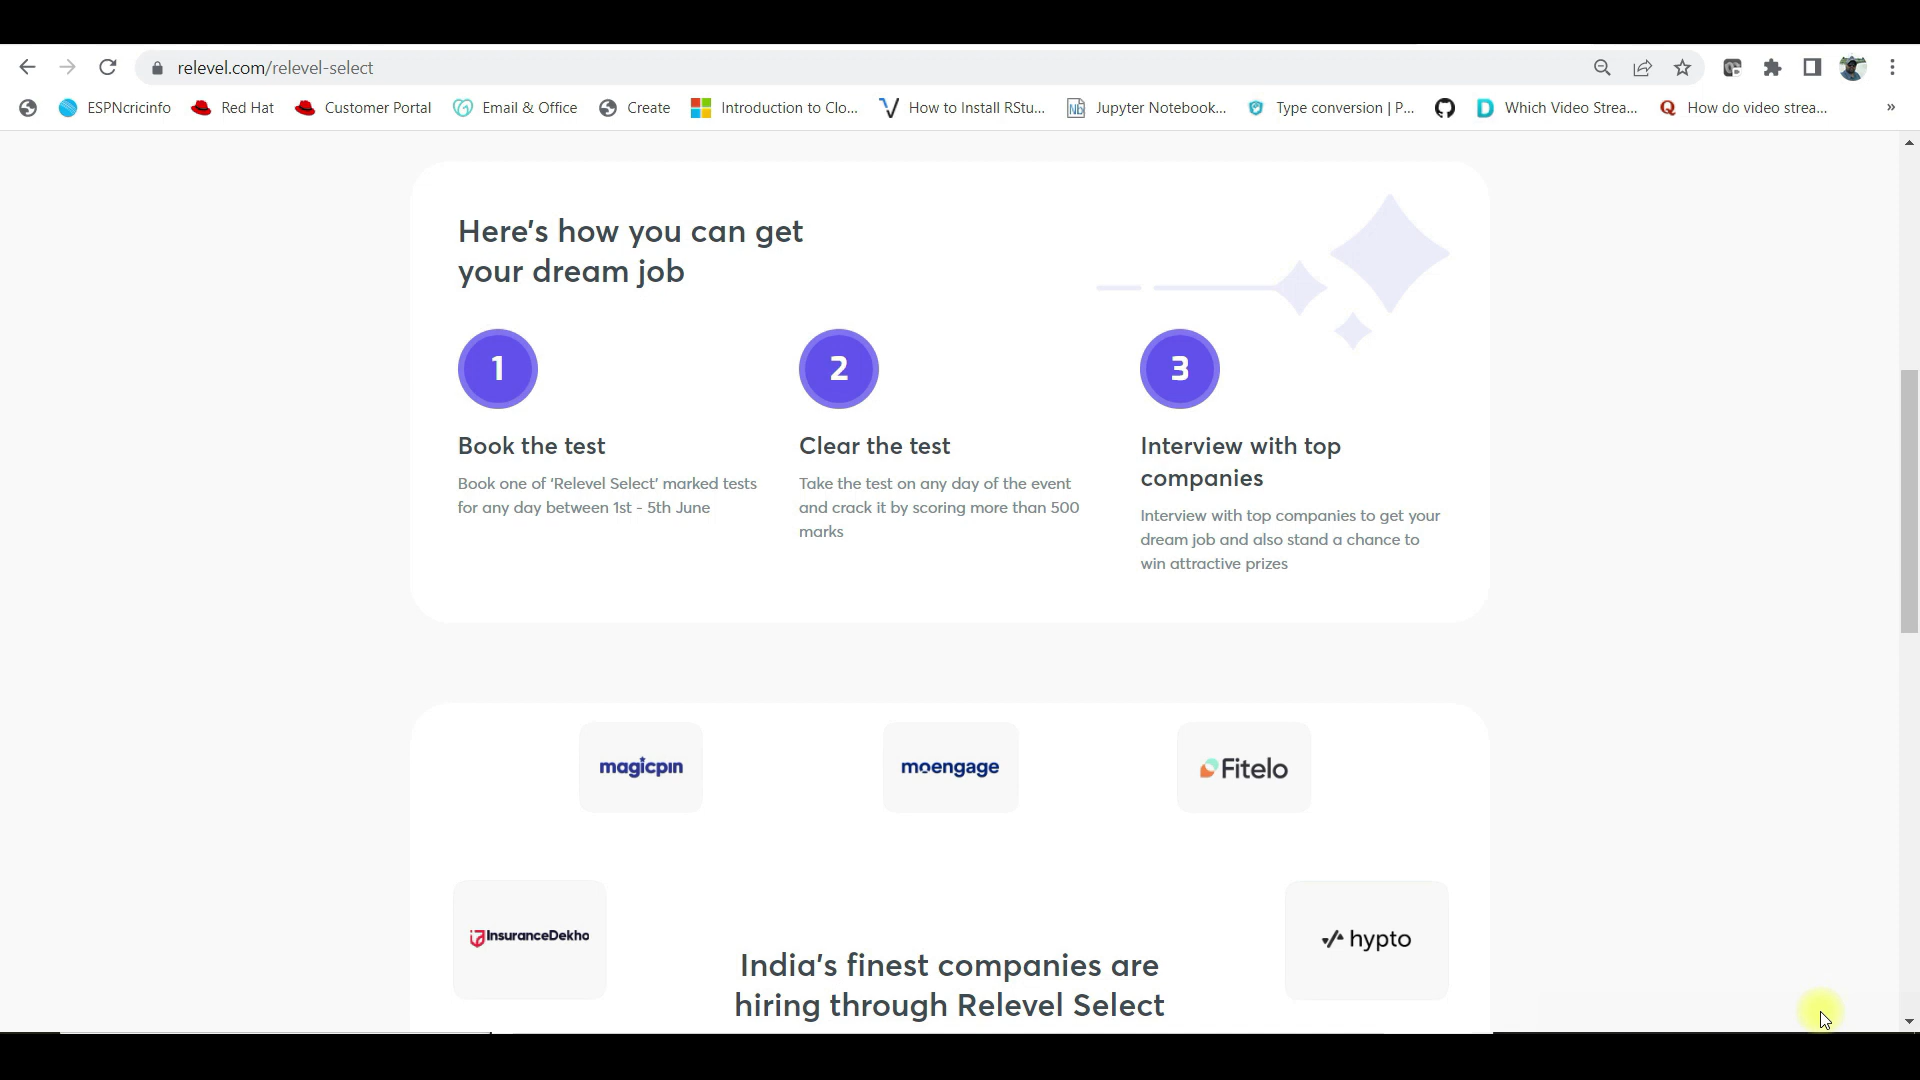 relevel.com/relevel-select
ESPNcricinfo Red Hat Customer Portal Email & Office Create Introduction to Clo... How to Install RStu... Jupyter Notebook... Type conversion | P... Which Video Strea... How do video strea... »
Here's how you can get
your dream job
1 2 3
Book the test
Book one of ‘Relevel Select’ marked tests
for any day between 1st - 5th June
Clear the test
Take the test on any day of the event
and crack it by scoring more than 500
marks
Interview with top
companies
Interview with top companies to get your
dream job and also stand a chance to
win attractive prizes
magicpin moengage Fitelo
InsuranceDekho hypto
India's finest companies are
hiring through Relevel Select